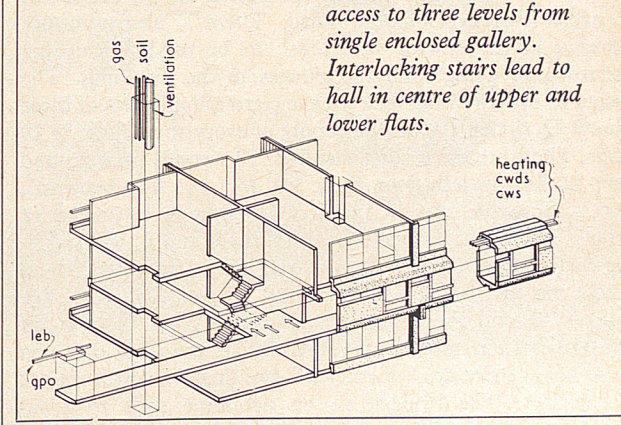 access to three levels from
single enclosed gallery.
Interlocking stairs lead to
hall in centre of upper and
lower flats.
gas
soil
ventilation
heating
cwds
cws
leb
gpo